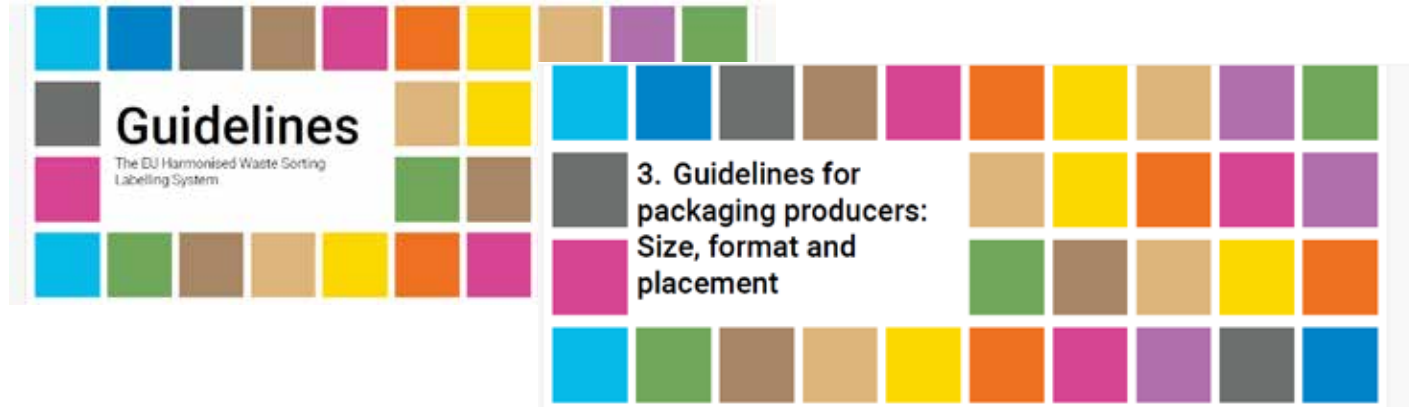 Guidelines
The EU Harmonised Waste Sorting
Labelling System
3. Guidelines for
packaging producers:
Size, format and
placement